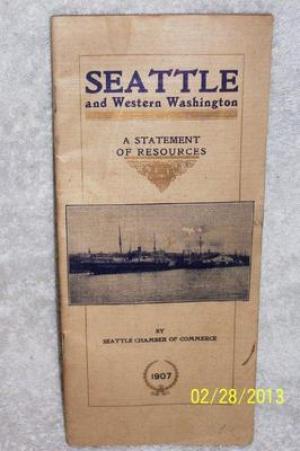 SEATTLE
and Western Washington
A STATEMENT
OF RESOURCES
BY
SEATTLE CHAMBER OF COMMERCE
1907
02/28/2013